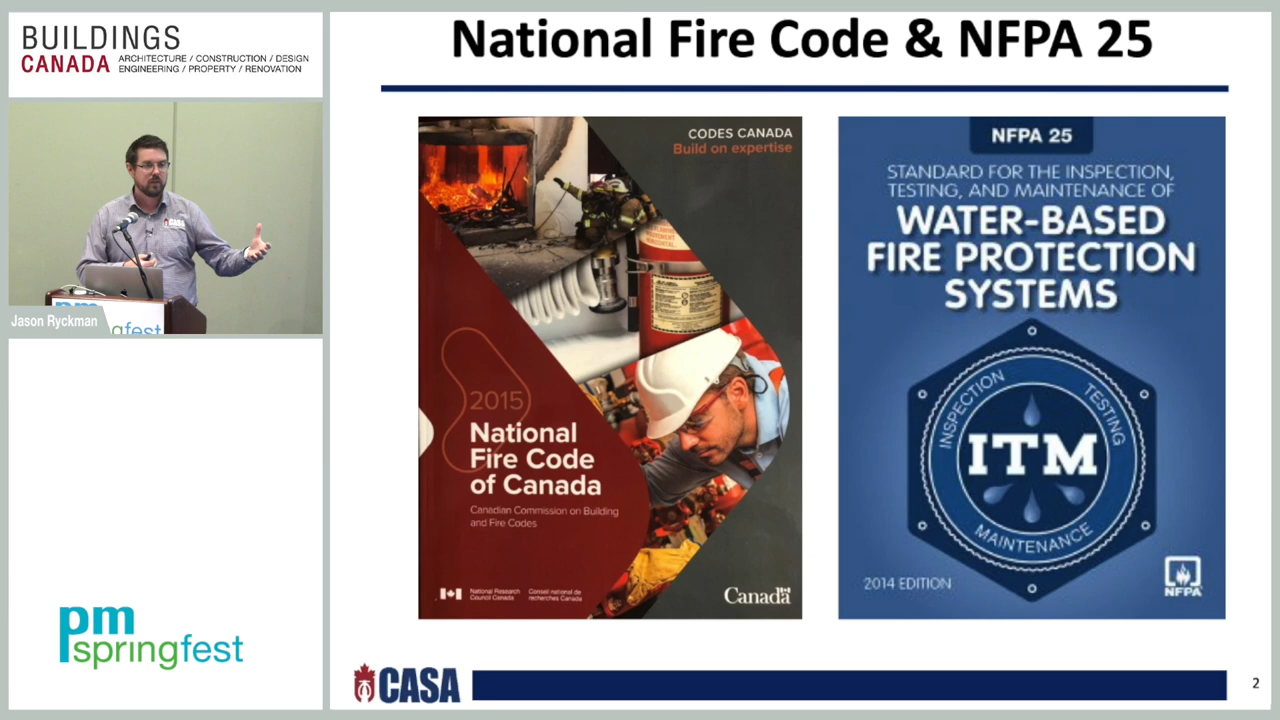 BUILDINGS
CANADA
ARCHITECTURE / CONSTRUCTION / DESIGN
ENGINEERING / PROPERTY / RENOVATION
CASA
pm
gfest
Jason Ryckman
pm
springfest
National Fire Code & NFPA 25
CODES CANADA
Build on expertise
2015
National
Fire Code
of Canada
Canadian Commission on Building
and Fire Codes
National Research
Council Canada
Conseil national de
recherches Canada
Canada
NFPA 25
STANDARD FOR THE INSPECTION,
TESTING, AND MAINTENANCE OF
WATER-BASED
FIRE PROTECTION
SYSTEMS
INSPECTION
TESTING
ITM
MAINTENANCE
2014 EDITION
NFPA
CASA
2